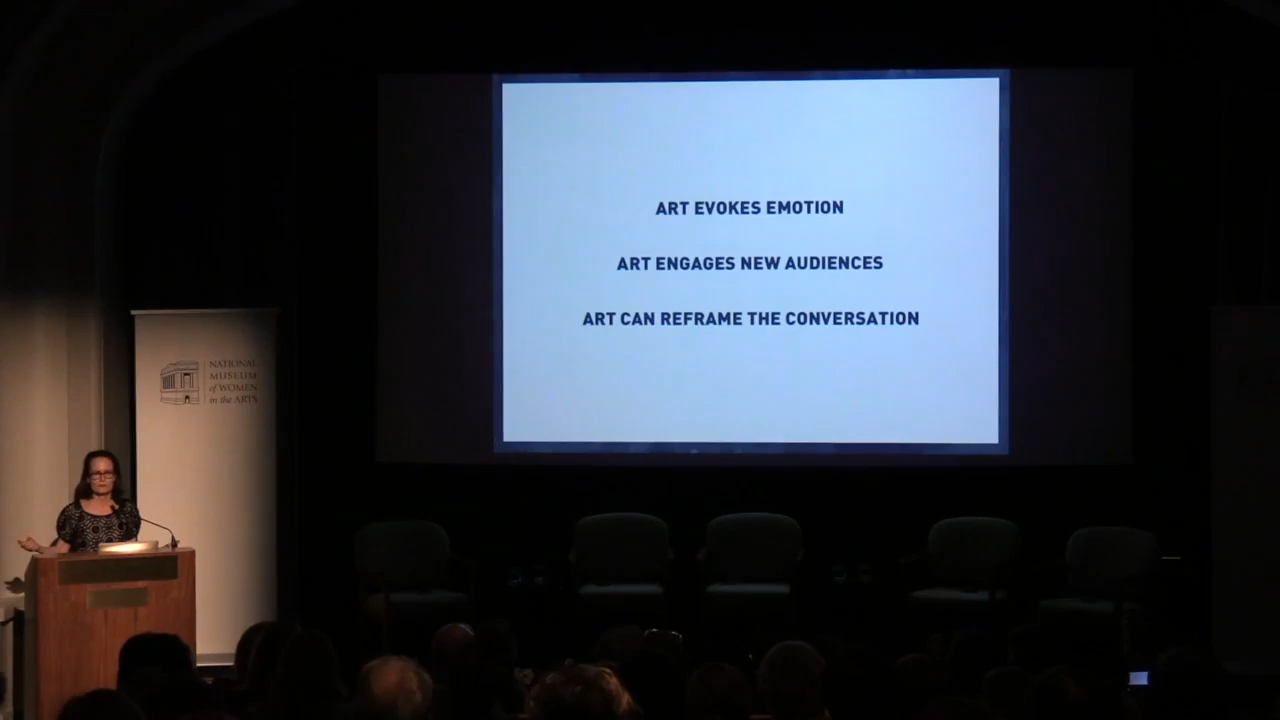 ART EVOKES EMOTION
ART ENGAGES NEW AUDIENCES
ART CAN REFRAME THE CONVERSATION
NATIONAL
MUSEUM
of WOMEN
in the ARTS